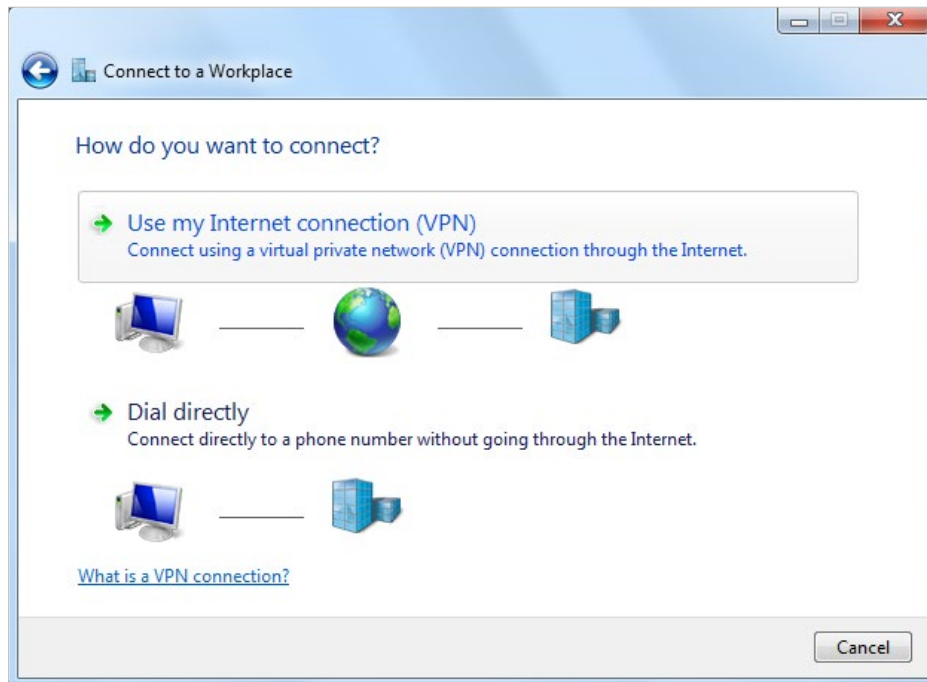 Connect to a Workplace
How do you want to connect?
Use my Internet connection (VPN)
Connect using a virtual private network (VPN) connection through the Internet.
Dial directly
Connect directly to a phone number without going through the Internet.
What is a VPN connection?
Cancel